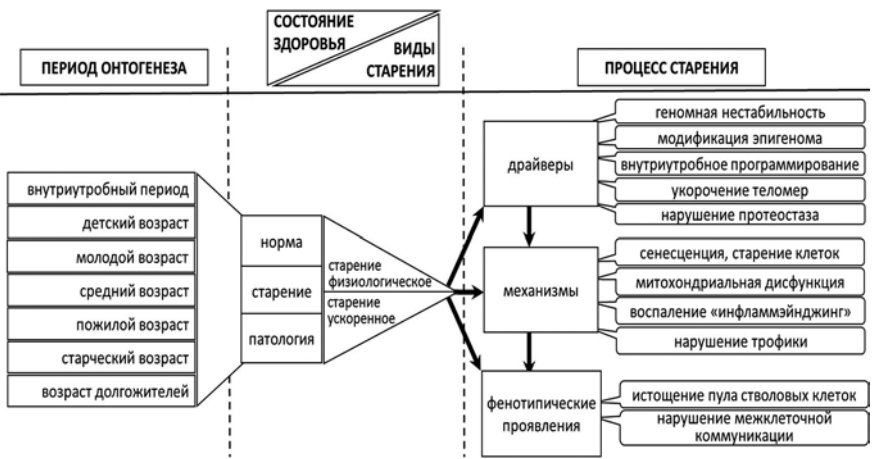 ПЕРИОД ОНТОГЕНЕЗА
СОСТОЯНИЕ
ЗДОРОВЬЯ
ВИДЫ
СТАРЕНИЯ
ПРОЦЕСС СТАРЕНИЯ
внутриутробный период
детский возраст
молодой возраст
средний возраст
пожилой возраст
старческий возраст
возраст долгожителей
норма
старение
патология
старение
физиологическое
старение
ускоренное
драйверы
геномная нестабильность
модификация эпигенома
внутриутробное программирование
укорочение теломер
нарушение протеостаза
механизмы
сенесценция, старение клеток
митохондриальная дисфункция
воспаление «инфламмэйнджинг»
нарушение трофики
фенотипические
проявления
истощение пула стволовых клеток
нарушение межклеточной
коммуникации